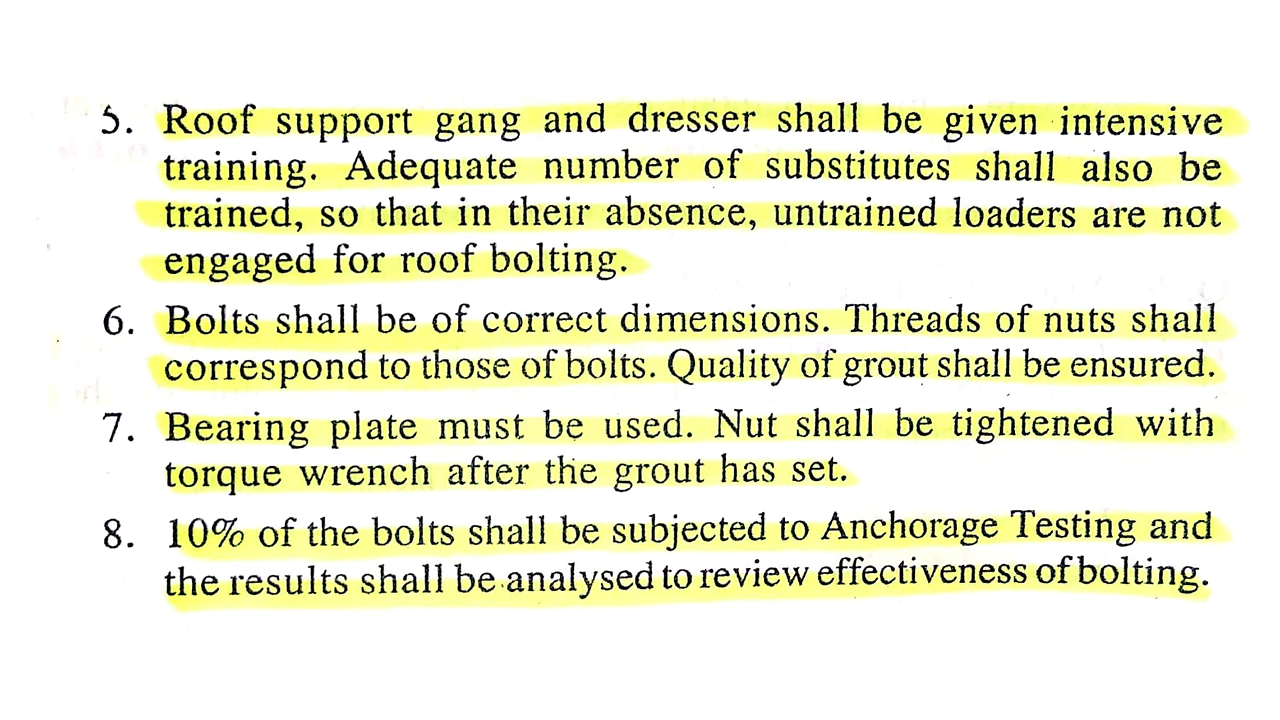 5. Roof support gang and dresser shall be given intensive
training. Adequate number of substitutes shall also be
trained, so that in their absence, untrained loaders are not
engaged for roof bolting.
6. Bolts shall be of correct dimensions. Threads of nuts shall
correspond to those of bolts. Quality of grout shall be ensured.
7. Bearing plate must be used. Nut shall be tightened with
torque wrench after the grout has set.
8. 10% of the bolts shall be subjected to Anchorage Testing and
the results shall be analysed to review effectiveness of bolting.